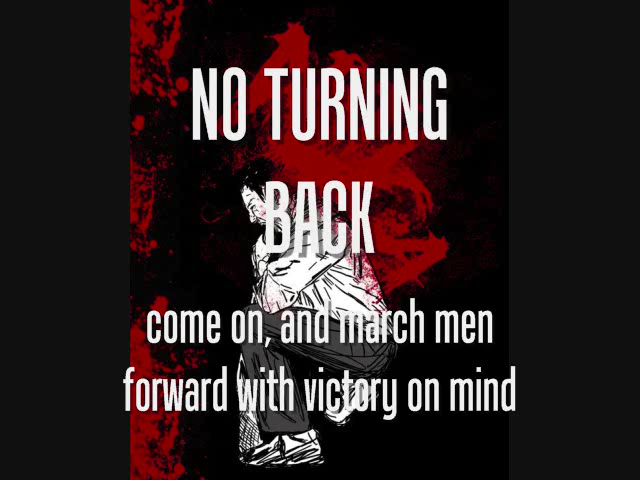 NO TURNING
BACK
come on, and march men
forward with victory on mind